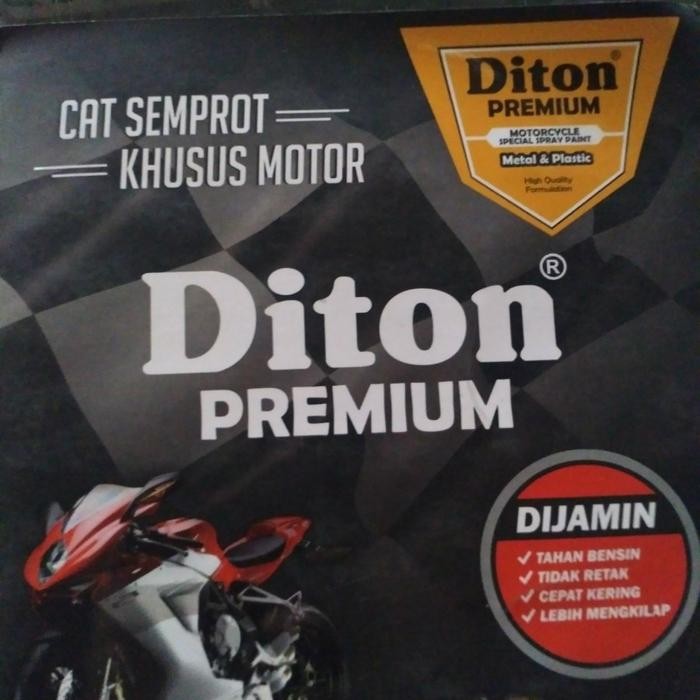 CAT SEMPROT
KHUSUS MOTOR
Diton®
PREMIUM
MOTORCYCLE
SPECIAL SPRAY PAINT
Metal & Plastic
High Quality
Formulation
Diton®
PREMIUM
DIJAMIN
✓ TAHAN BENSIN
✓ TIDAK RETAK
✓ CEPAT KERING
✓ LEBIH MENGKILAP